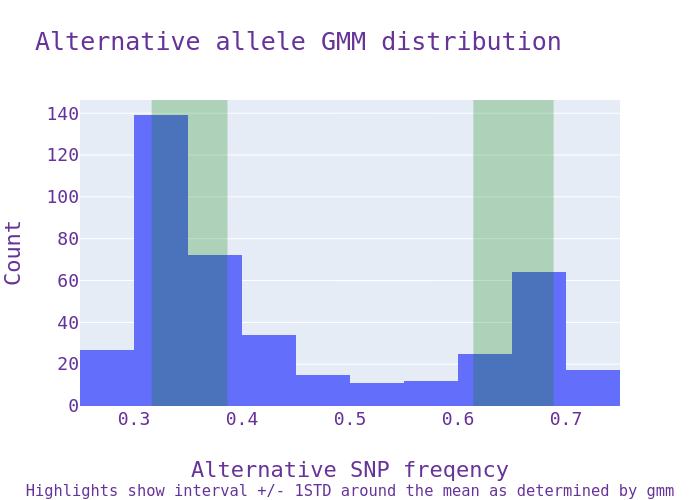 Alternative allele GMM distribution
140
120
100
80
60
40
20
0
Count
0.3 0.4 0.5 0.6 0.7
Alternative SNP freqency
Highlights show interval +/- 1STD around the mean as determined by gmm